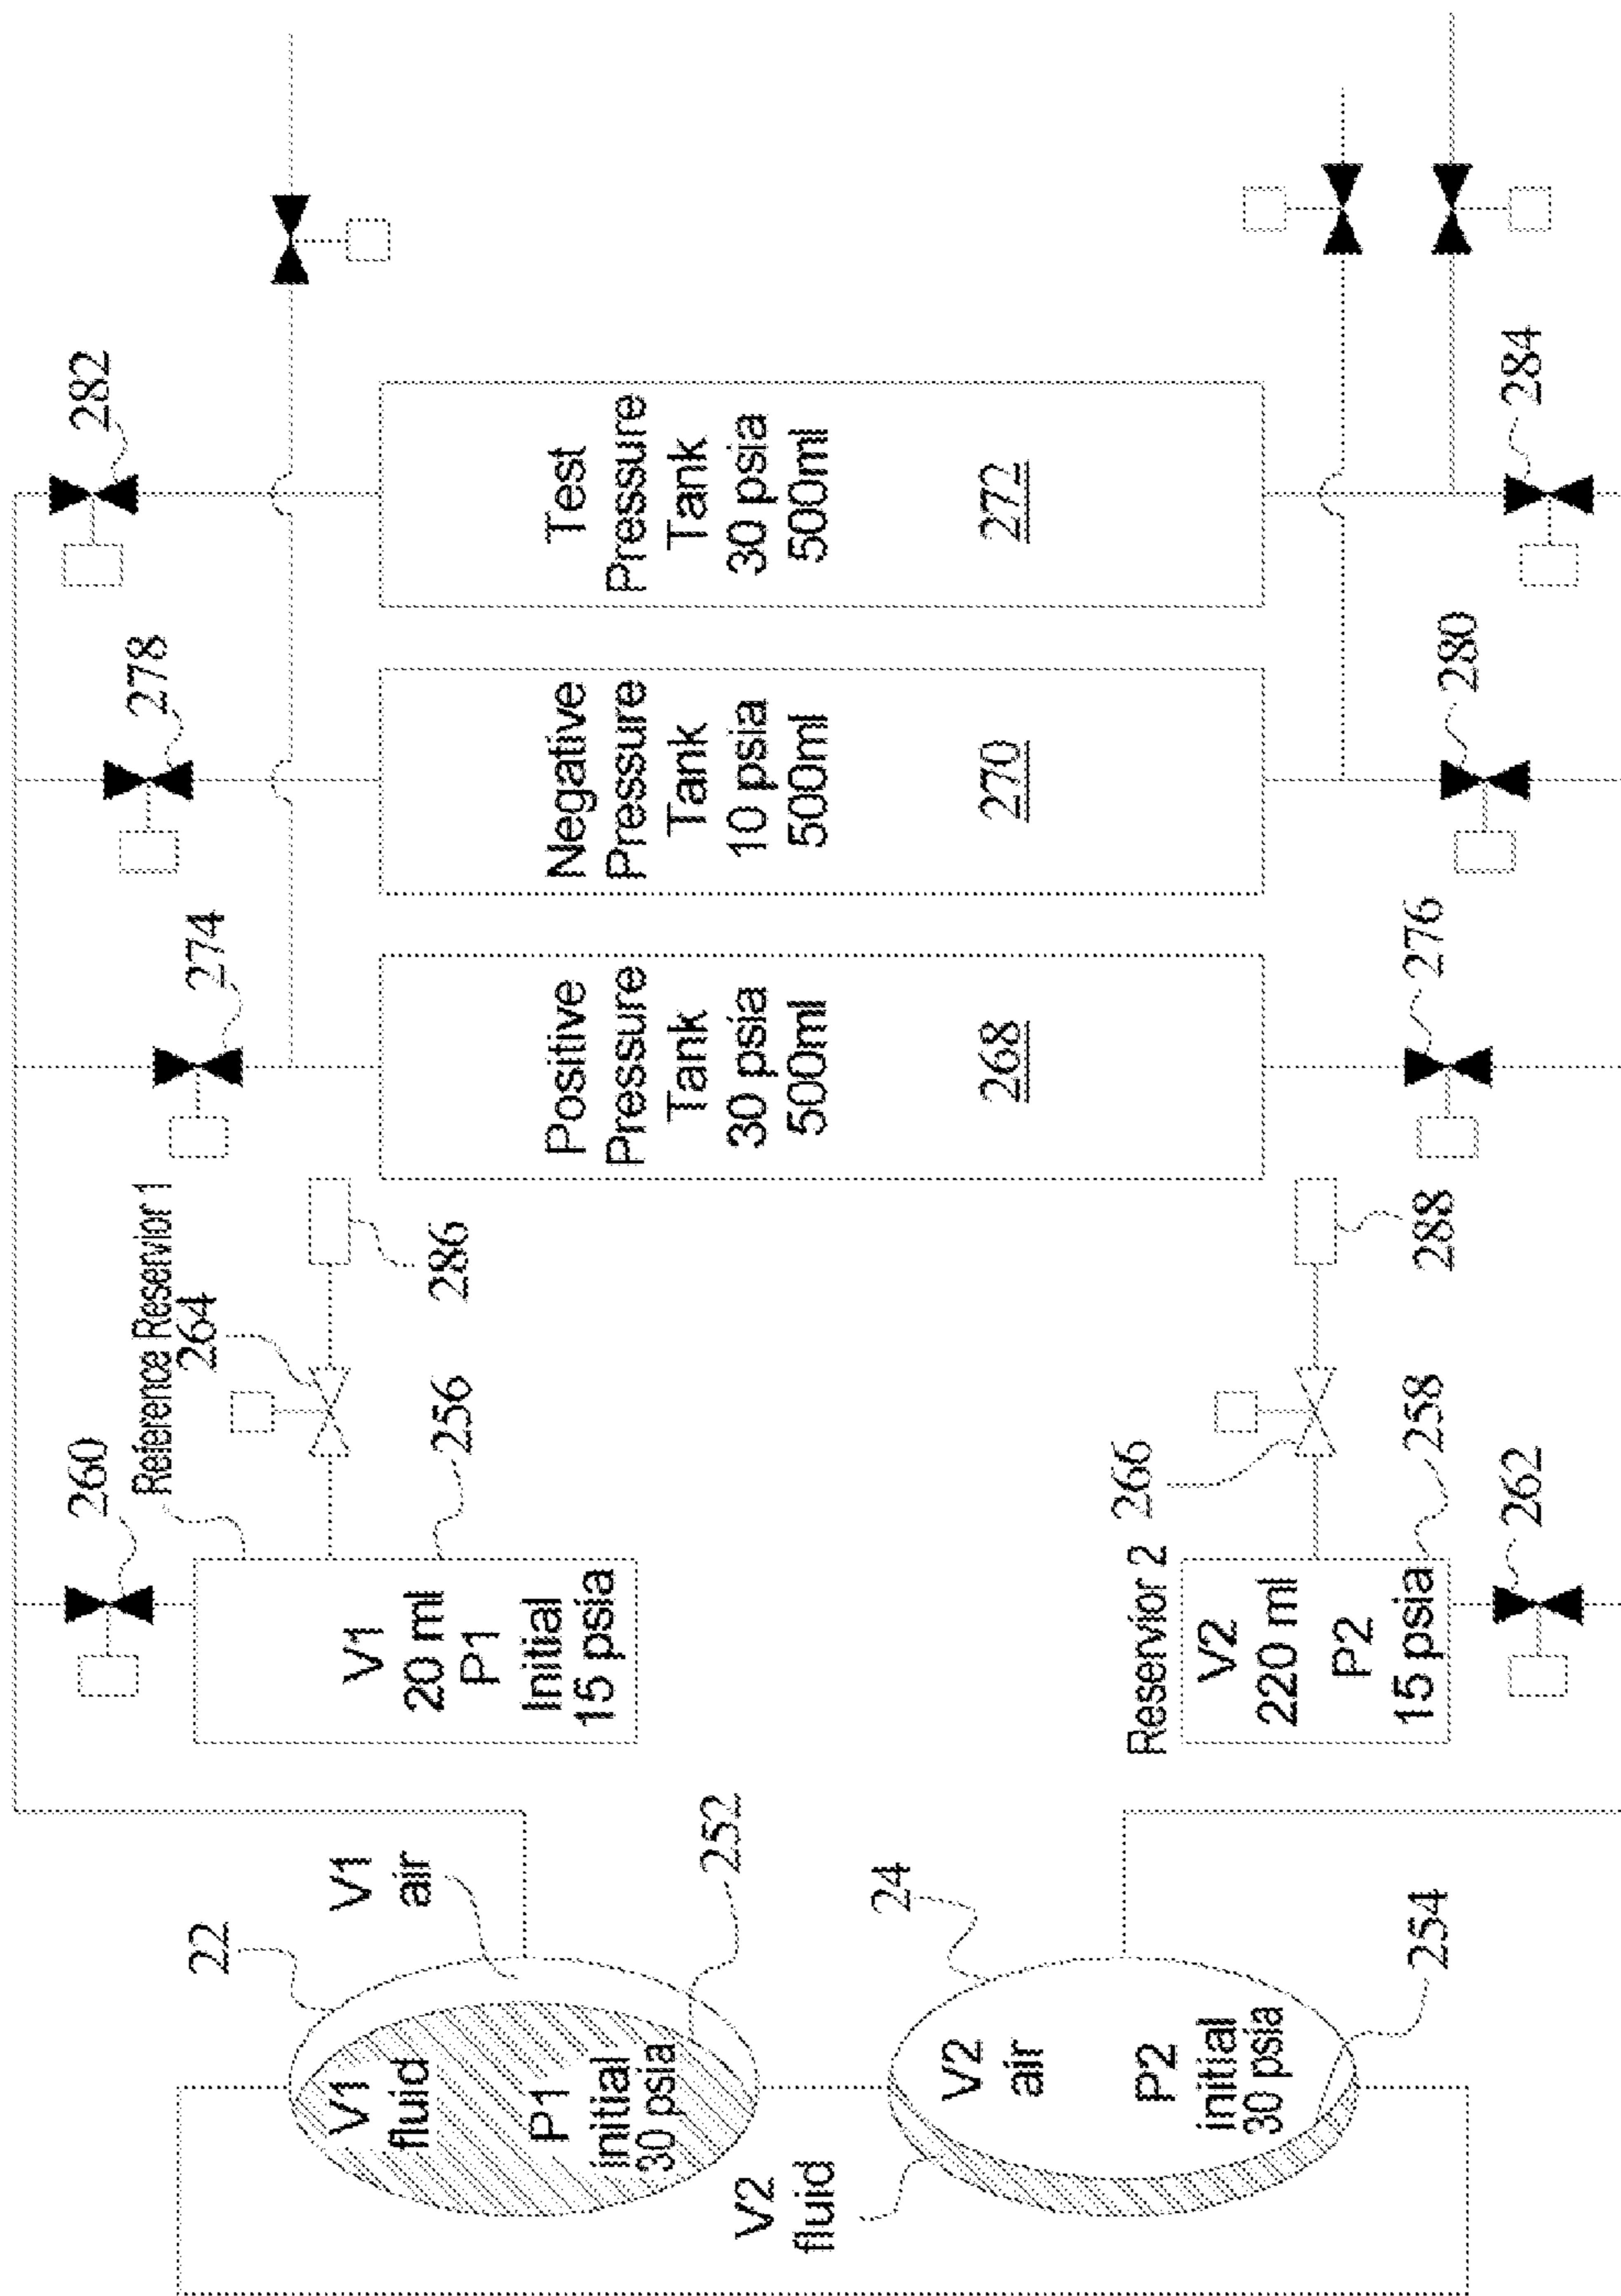 22
V1
air
V1
fluid
P1
initial
30 psia
252
V2
fluid
24
V2
air
P2
initial
30 psia
254
260
Reference Reservior 1
264
V1
20 ml
P1
Initial
15 psia
256
286
Reservior 2
266
V2
220 ml
P2
15 psia
258
262
288
274
Positive
Pressure
Tank
30 psia
500ml
268
276
278
Negative
Pressure
Tank
10 psia
500ml
270
280
282
Test
Pressure
Tank
30 psia
500ml
272
284